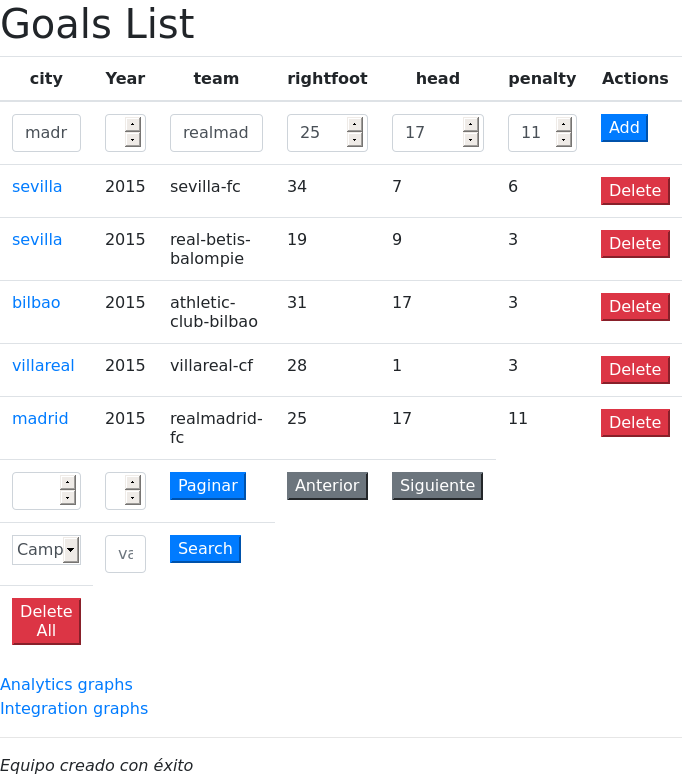 Goals List
city Year team rightfoot head penalty Actions
madr realmad 25 17 11 Add
sevilla 2015 sevilla-fc 34 7 6 Delete
sevilla 2015 real-betis- 19 9 3 Delete
balompie
bilbao 2015 athletic- 31 17 3 Delete
club-bilbao
villareal 2015 villareal-cf 28 1 3 Delete
madrid 2015 realmadrid- 25 17 11 Delete
fc
Paginar Anterior Siguiente
Camp Search
Delete
All
Analytics graphs
Integration graphs
Equipo creado con éxito